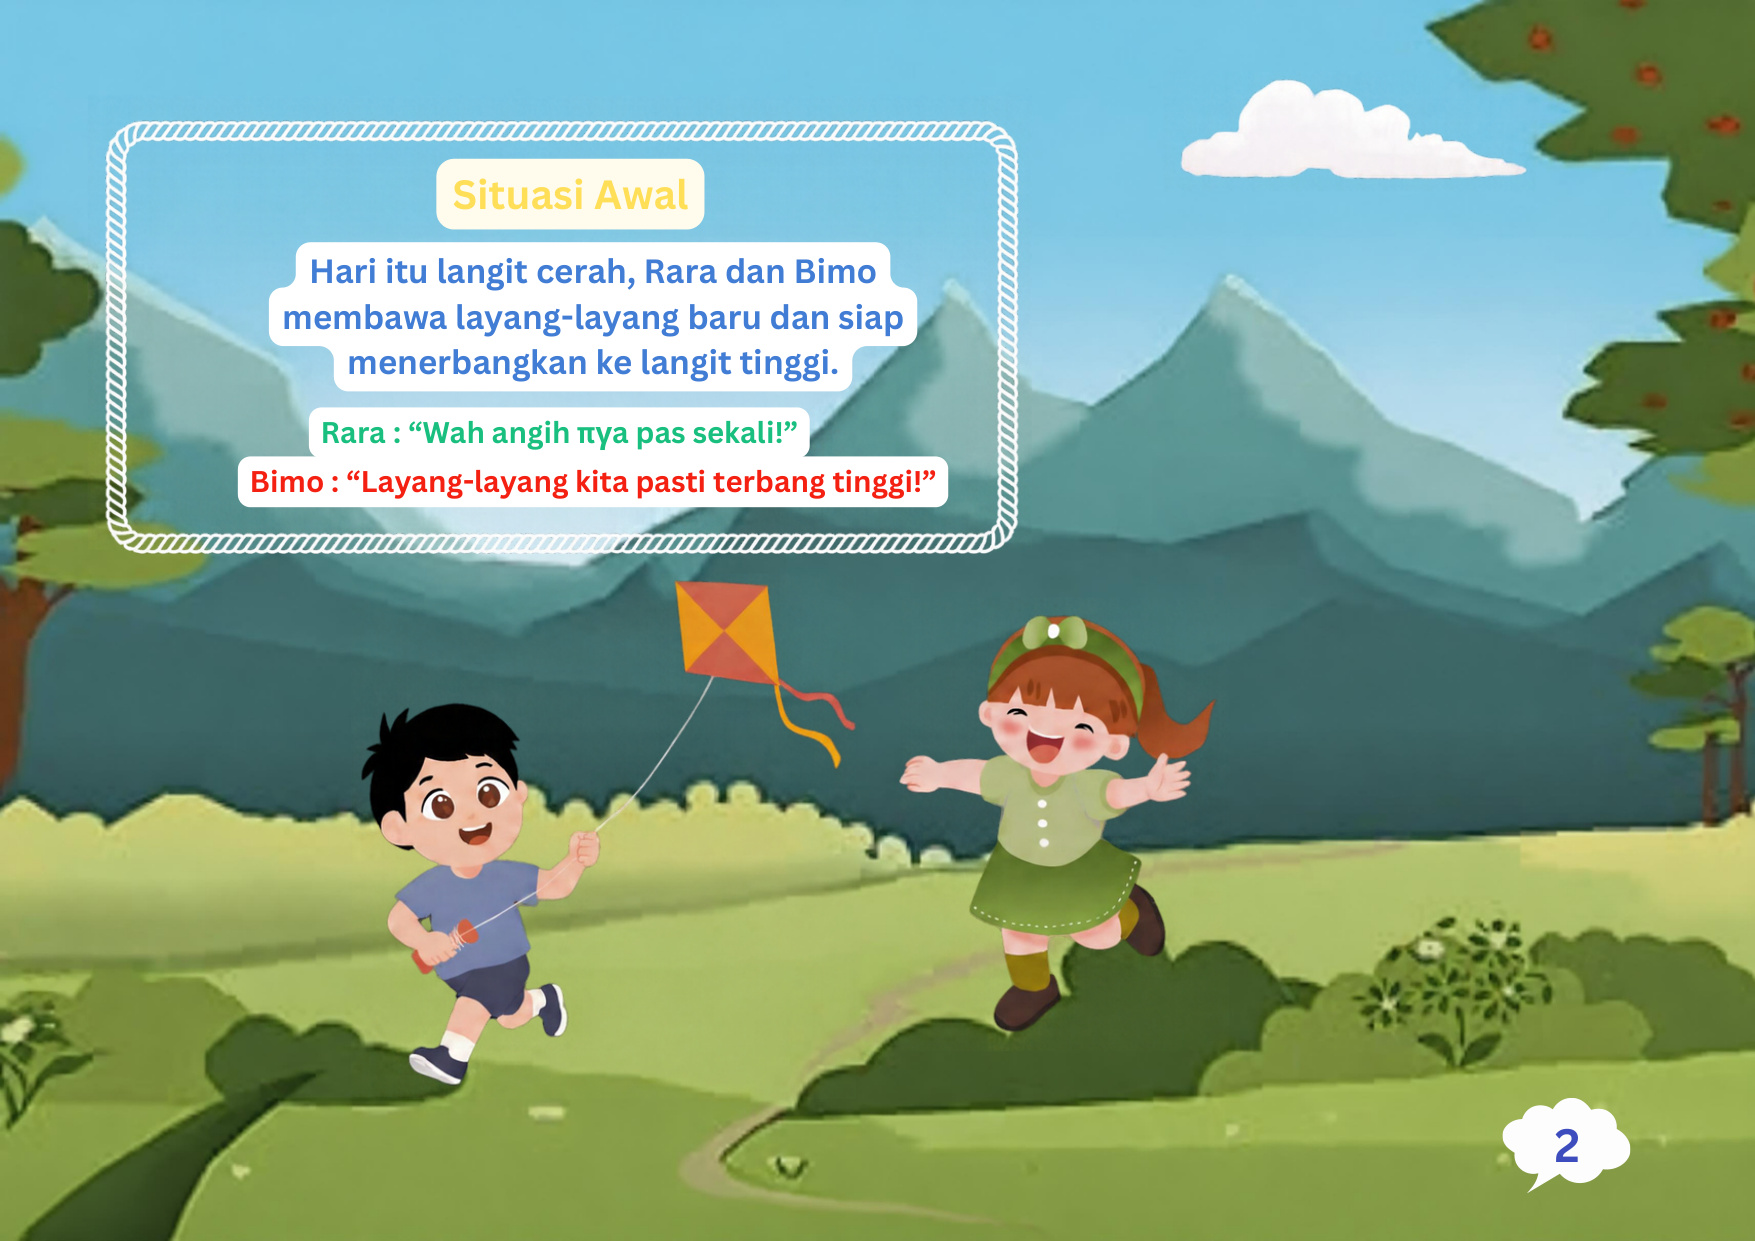 Situasi Awal
Hari itu langit cerah, Rara dan Bimo
membawa layang-layang baru dan siap
menerbangkan ke langit tinggi.
Rara : “Wah angih πγa pas sekali!”
Bimo : “Layang-layang kita pasti terbang tinggi!”
2